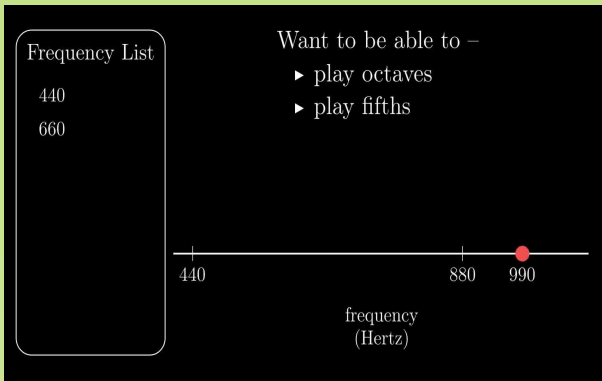 Frequency List
440
660
Want to be able to –
play octaves
play fifths
440 880 990
frequency
(Hertz)